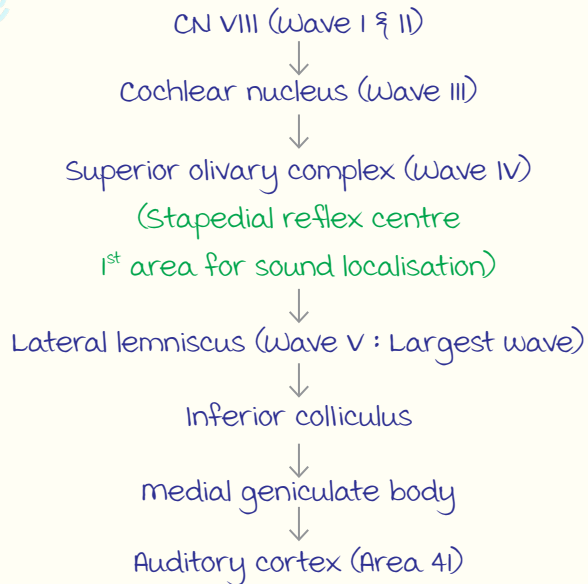 CN VIII (Wave I & II)
Cochlear nucleus (Wave III)
Superior olivary complex (Wave IV)
(Stapedial reflex centre
1st area for sound localisation)
Lateral lemniscus (Wave V : Largest wave)
Inferior colliculus
Medial geniculate body
Auditory cortex (Area 41)